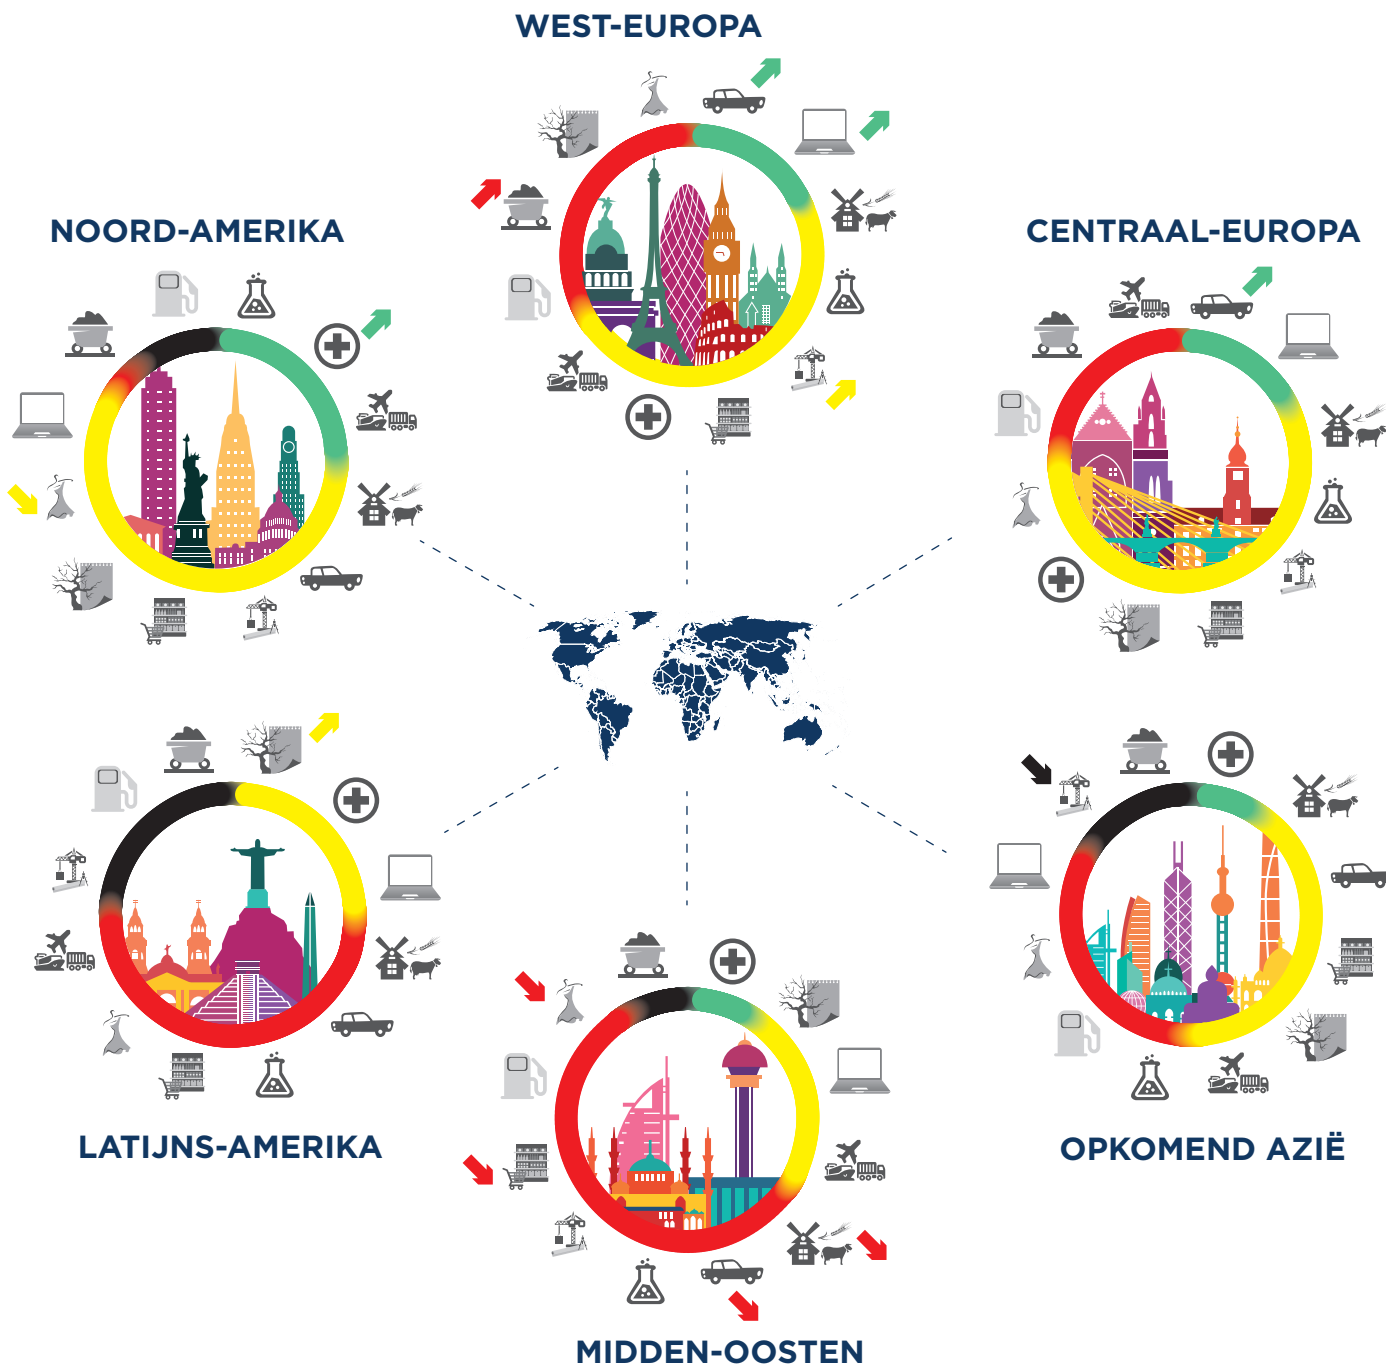 WEST-EUROPA
NOORD-AMERIKA
CENTRAAL-EUROPA
LATIJNS-AMERIKA
OPKOMEND AZIË
MIDDEN-OOSTEN